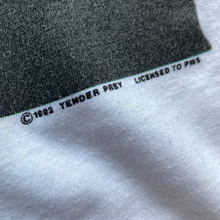 © 1992 TENDER PREY LICENSED TO PMS